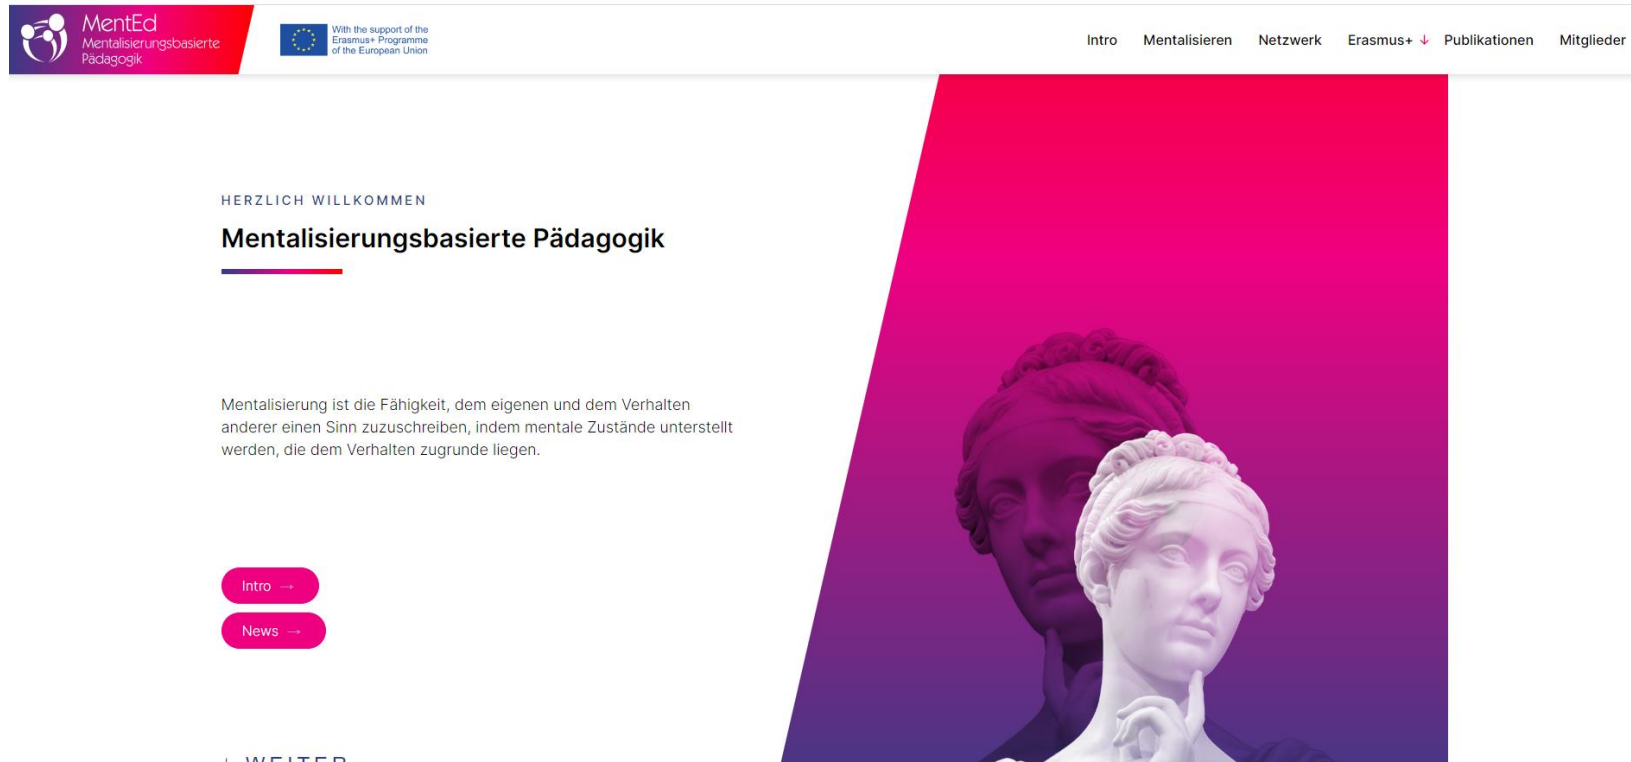 MentEd
Mentalisierungsbasierte
Pädagogik
With the support of the
Erasmus+ Programme
of the European Union
Intro Mentalisieren Netzwerk Erasmus+ ↓ Publikationen Mitglieder
HERZLICH WILLKOMMEN
Mentalisierungsbasierte Pädagogik
Mentalisierung ist die Fähigkeit, dem eigenen und dem Verhalten
anderer einen Sinn zuzuschreiben, indem mentale Zustände unterstellt
werden, die dem Verhalten zugrunde liegen.
Intro →
News →
↓ WEITER